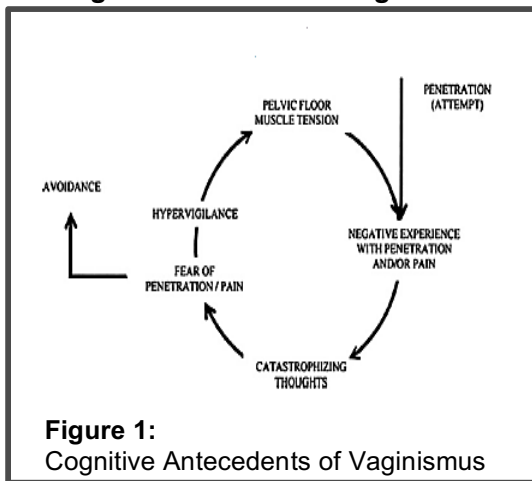 PENETRATION
(ATTEMPT)
PELVIC FLOOR
MUSCLE TENSION
AVOIDANCE
HYPERVIGILANCE
NEGATIVE EXPERIENCE
WITH PENETRATION
AND/OR PAIN
FEAR OF
PENETRATION / PAIN
CATASTROPHIZING
THOUGHTS
Figure 1:
Cognitive Antecedents of Vaginismus